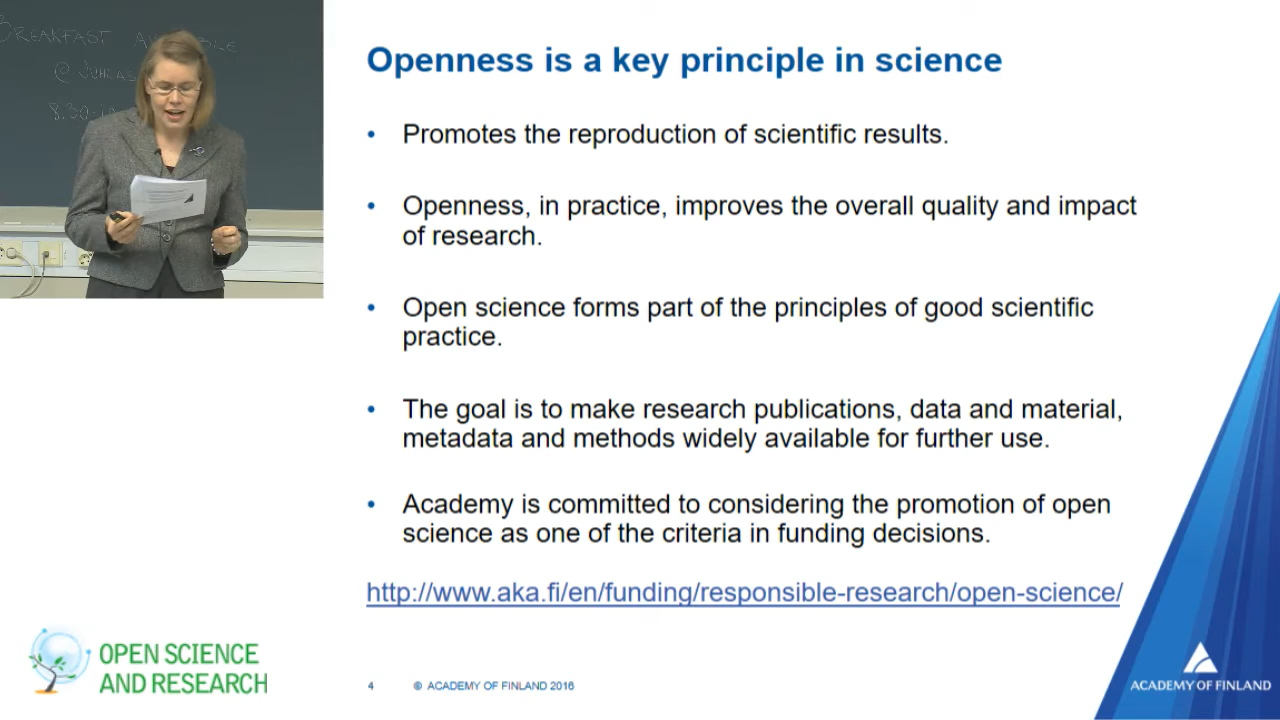 BREAKFAST
@
8.30-
Openness is a key principle in science
• Promotes the reproduction of scientific results.
• Openness, in practice, improves the overall quality and impact
of research.
• Open science forms part of the principles of good scientific
practice.
• The goal is to make research publications, data and material,
metadata and methods widely available for further use.
• Academy is committed to considering the promotion of open
science as one of the criteria in funding decisions.
http://www.aka.fi/en/funding/responsible-research/open-science/
OPEN SCIENCE
AND RESEARCH
4 © ACADEMY OF FINLAND 2016
ACADEMY OF FINLAND